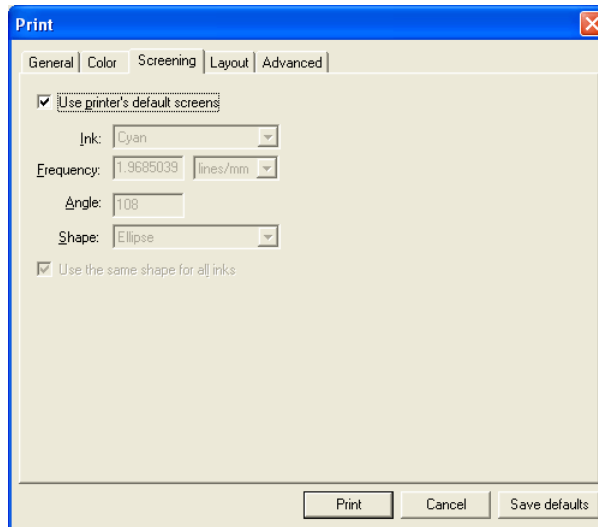 Print
General Color Screening Layout Advanced
Use printer's default screens
Ink: Cyan
Frequency: 1.9685039 lines/mm
Angle: 108
Shape: Ellipse
Use the same shape for all inks
Print Cancel Save defaults